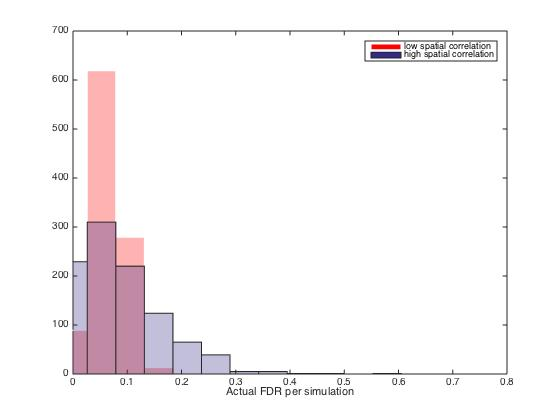 700
600
500
400
300
200
100
0
low spatial correlation
high spatial correlation
0 0.1 0.2 0.3 0.4 0.5 0.6 0.7 0.8
Actual FDR per simulation